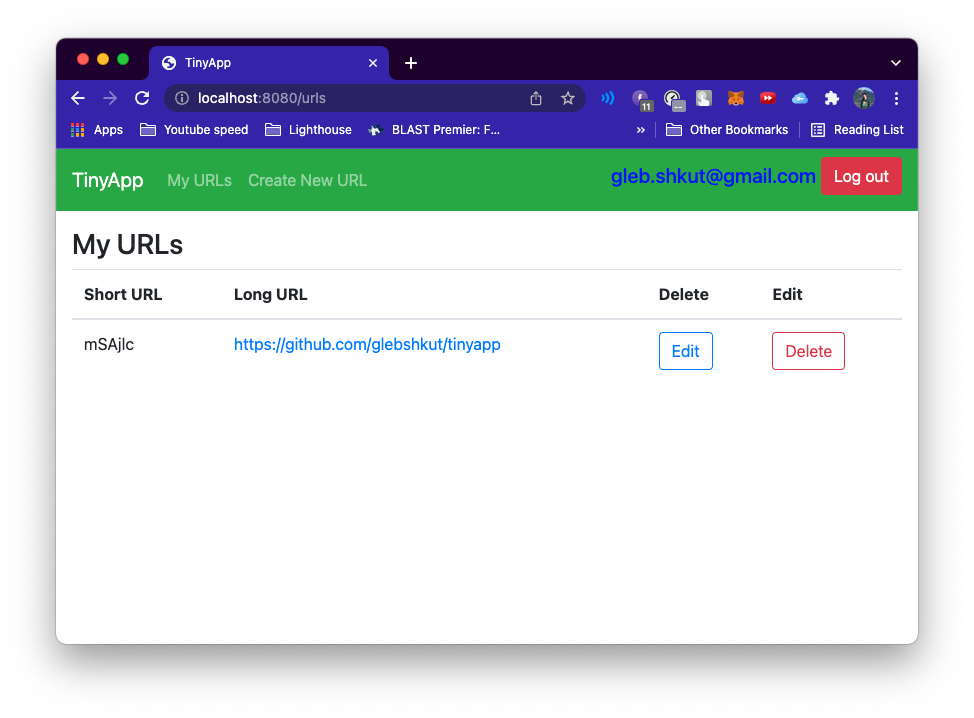 TinyApp
localhost:8080/urls
11
Apps Youtube speed Lighthouse BLAST Premier: F... » Other Bookmarks Reading List
TinyApp My URLs Create New URL gleb.shkut@gmail.com Log out
My URLs
Short URL Long URL Delete Edit
mSAjlc https://github.com/glebshkut/tinyapp Edit Delete